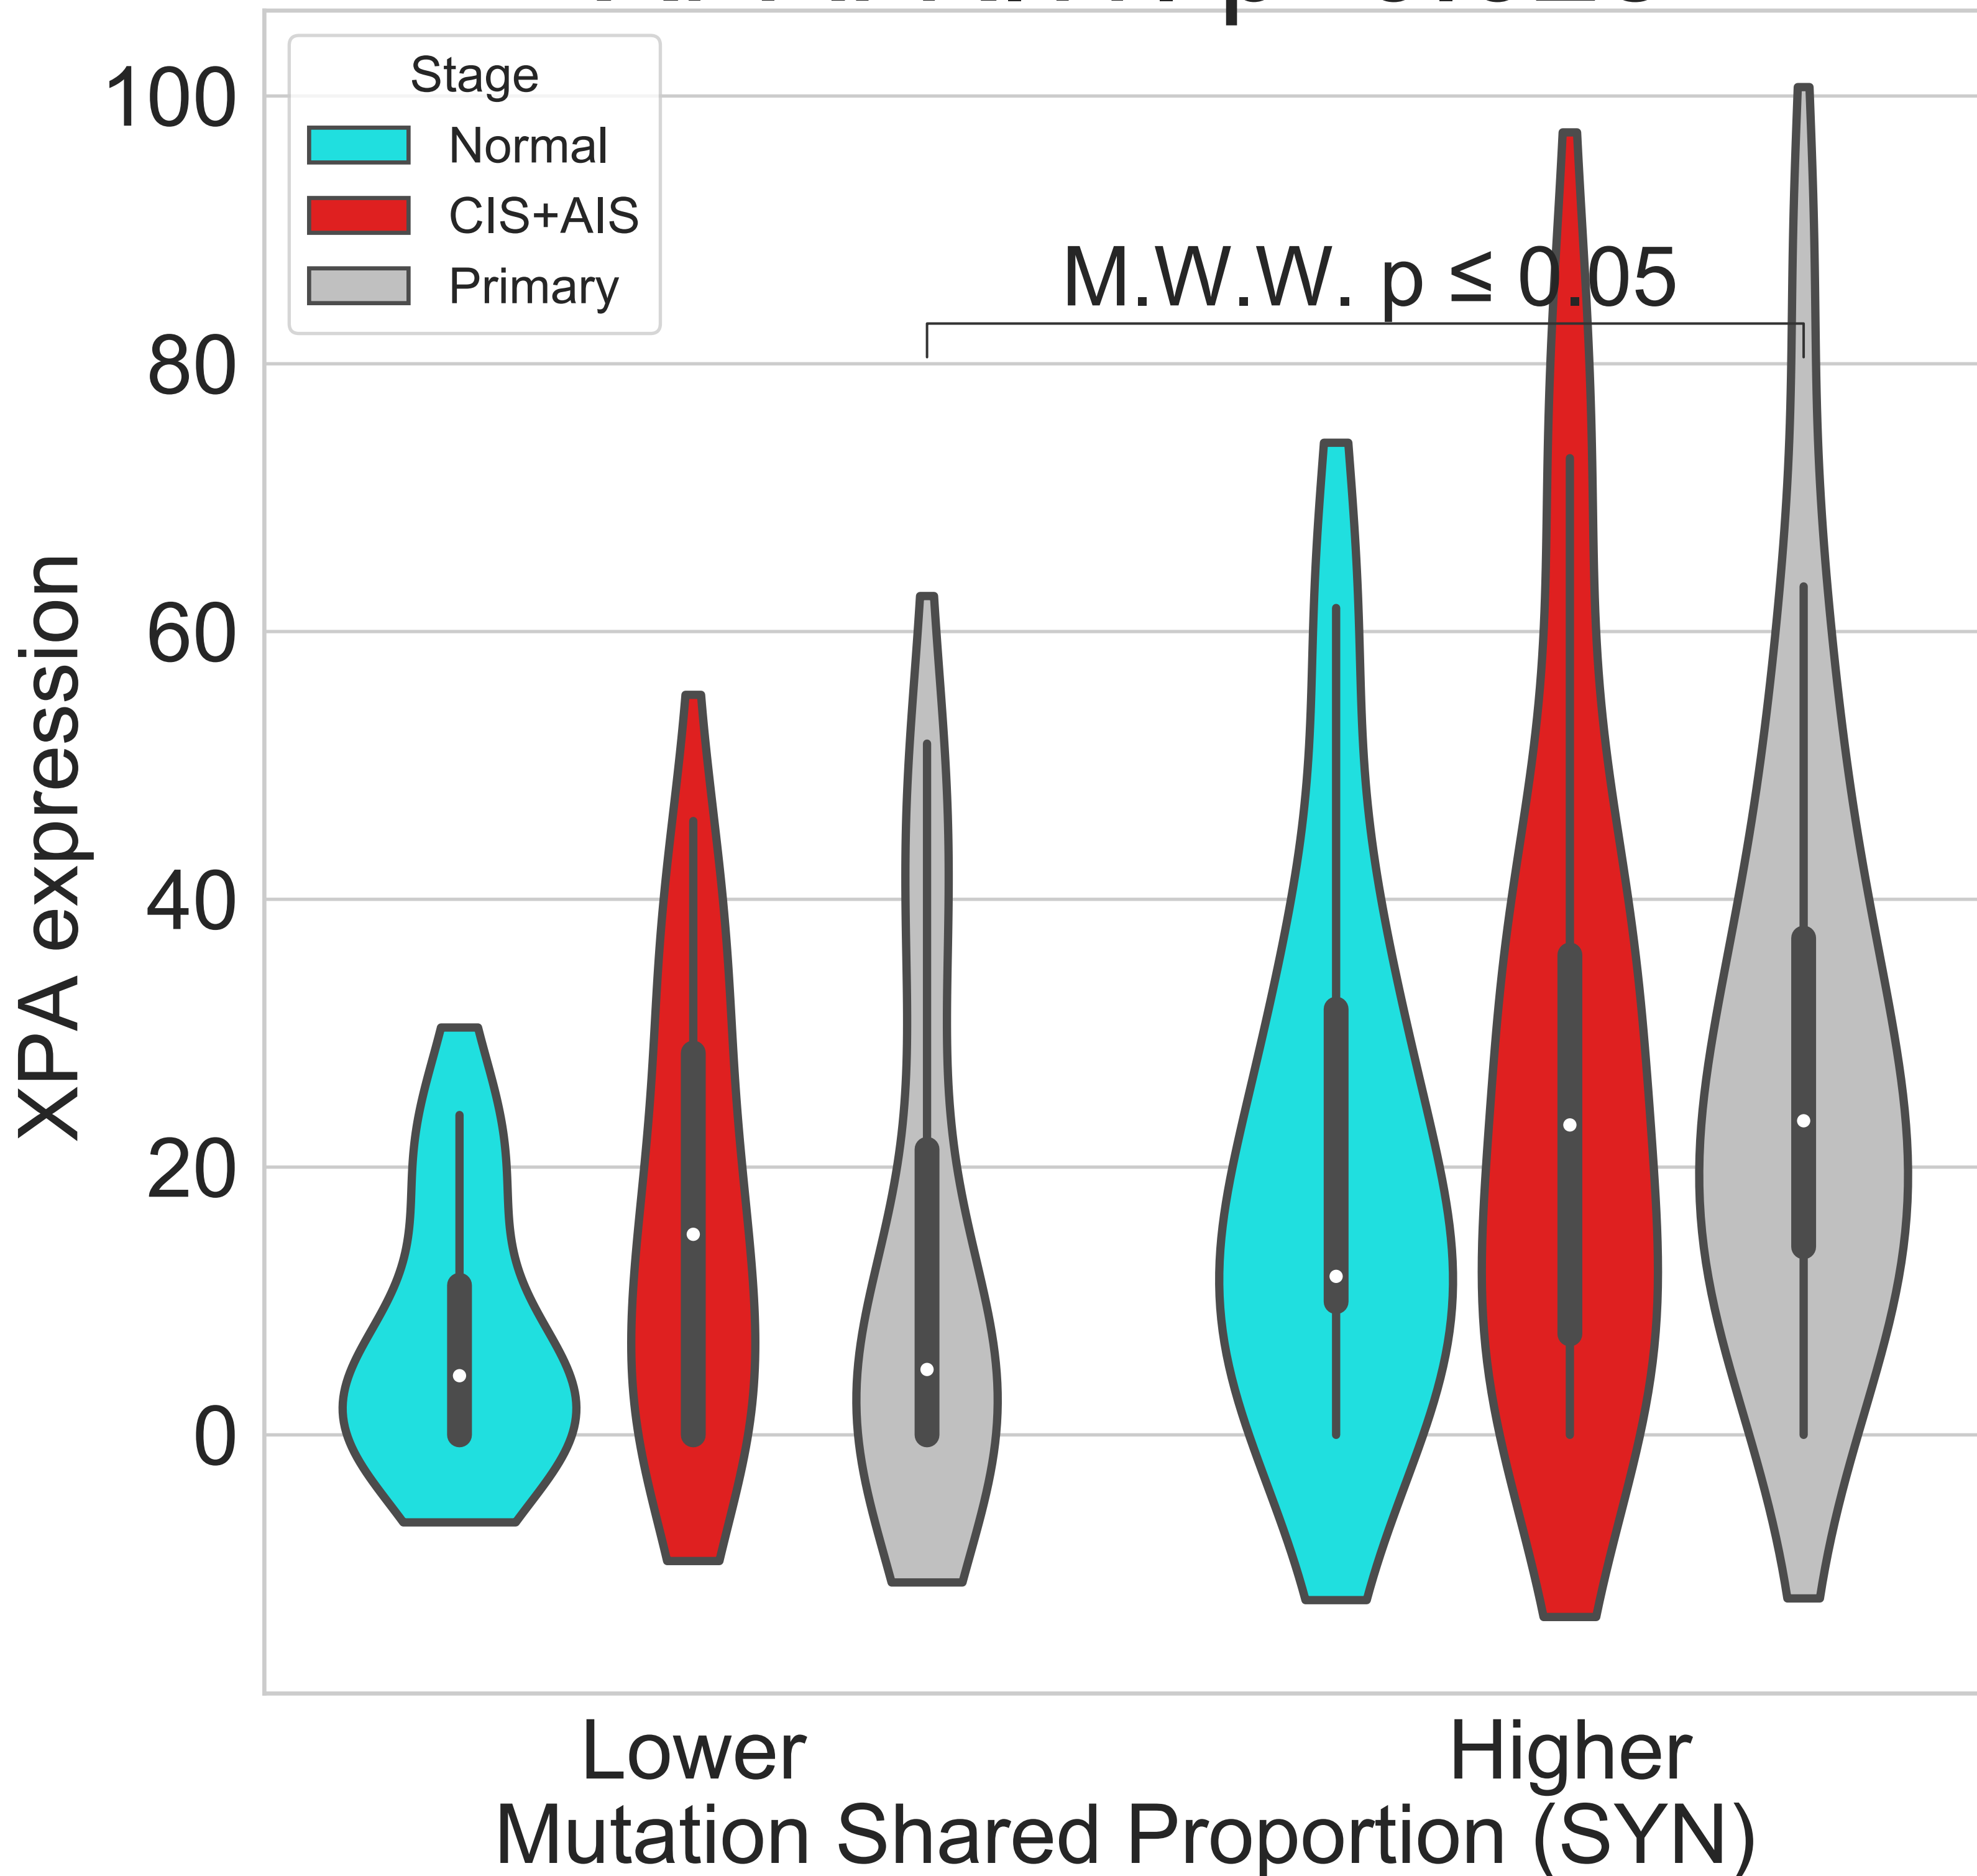 Stage
Normal
CIS+AIS
Primary
M.W.W. p ≤ 0.05
100
80
60
40
20
0
XPA expression
Lower
Higher
Mutation Shared Proportion (SYN)